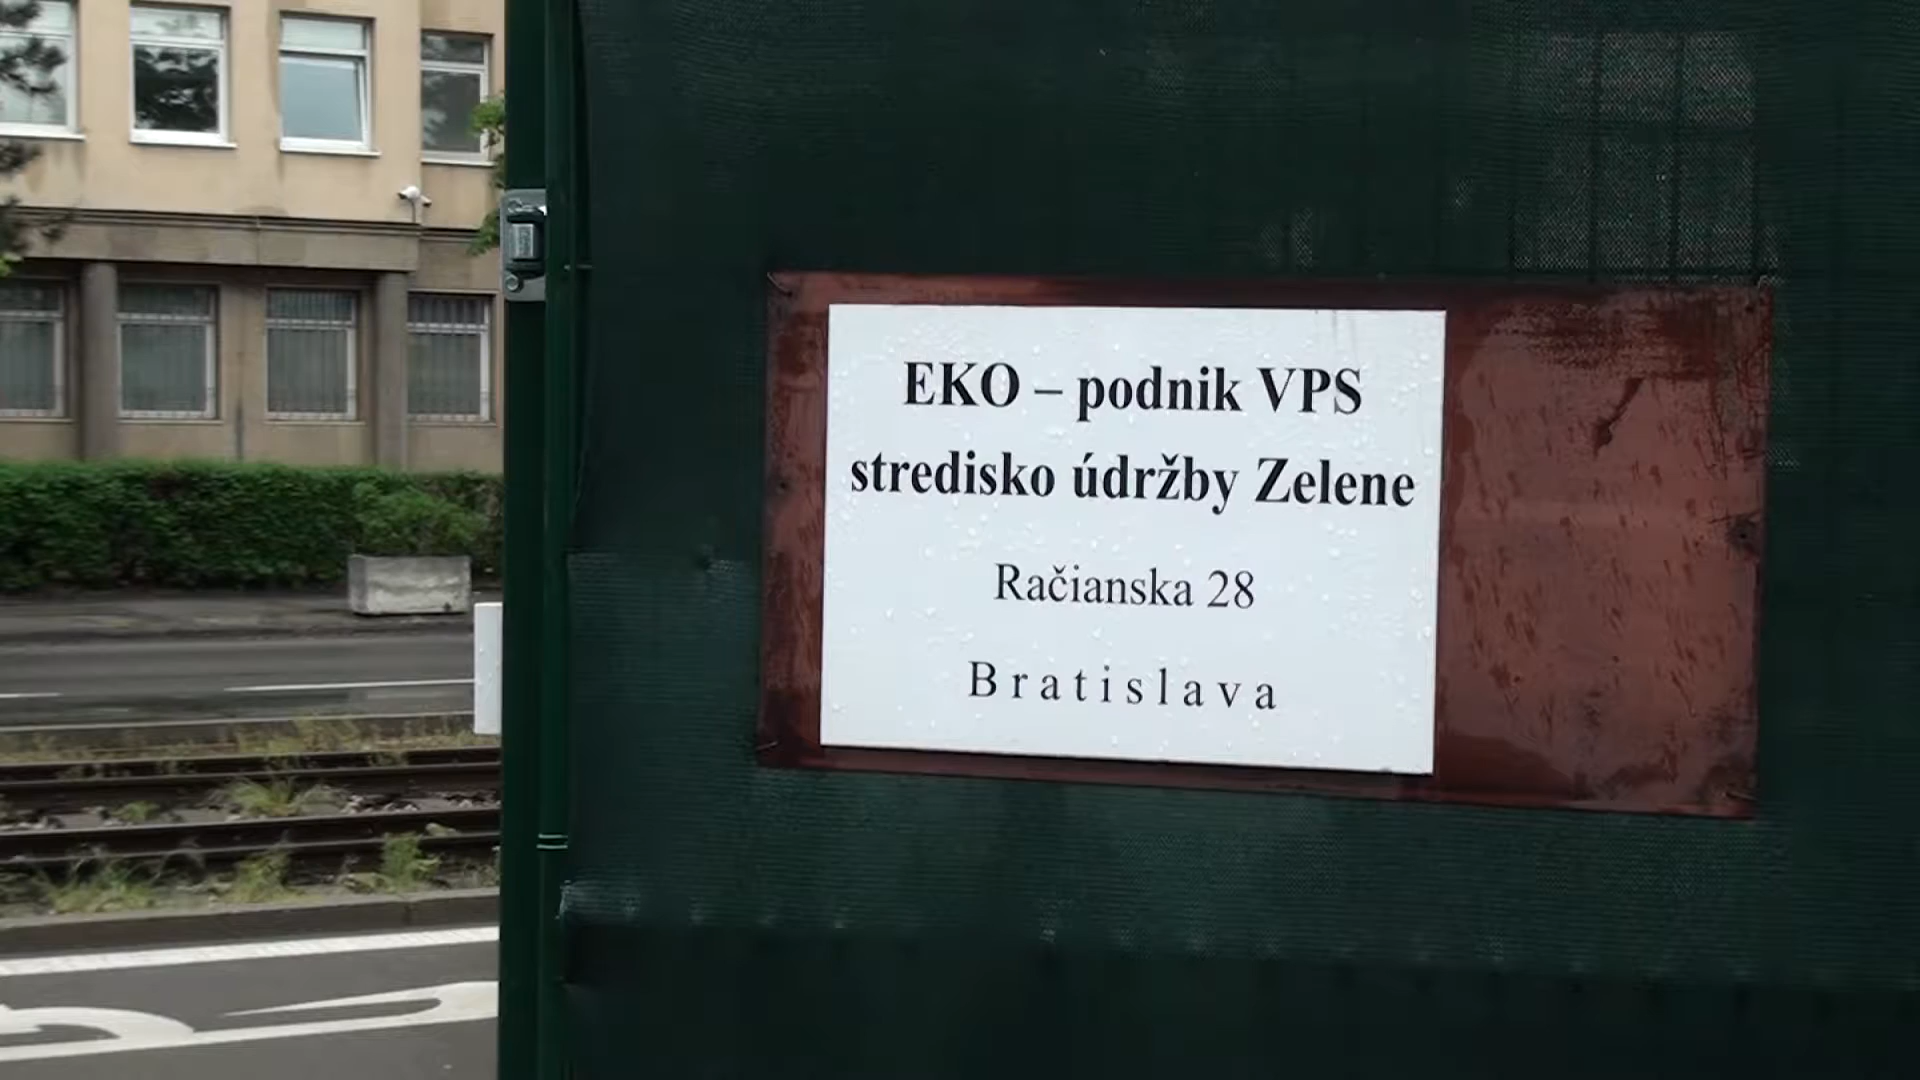 EKO – podnik VPS
stredisko údržby Zelene
Račianska 28
Bratislava